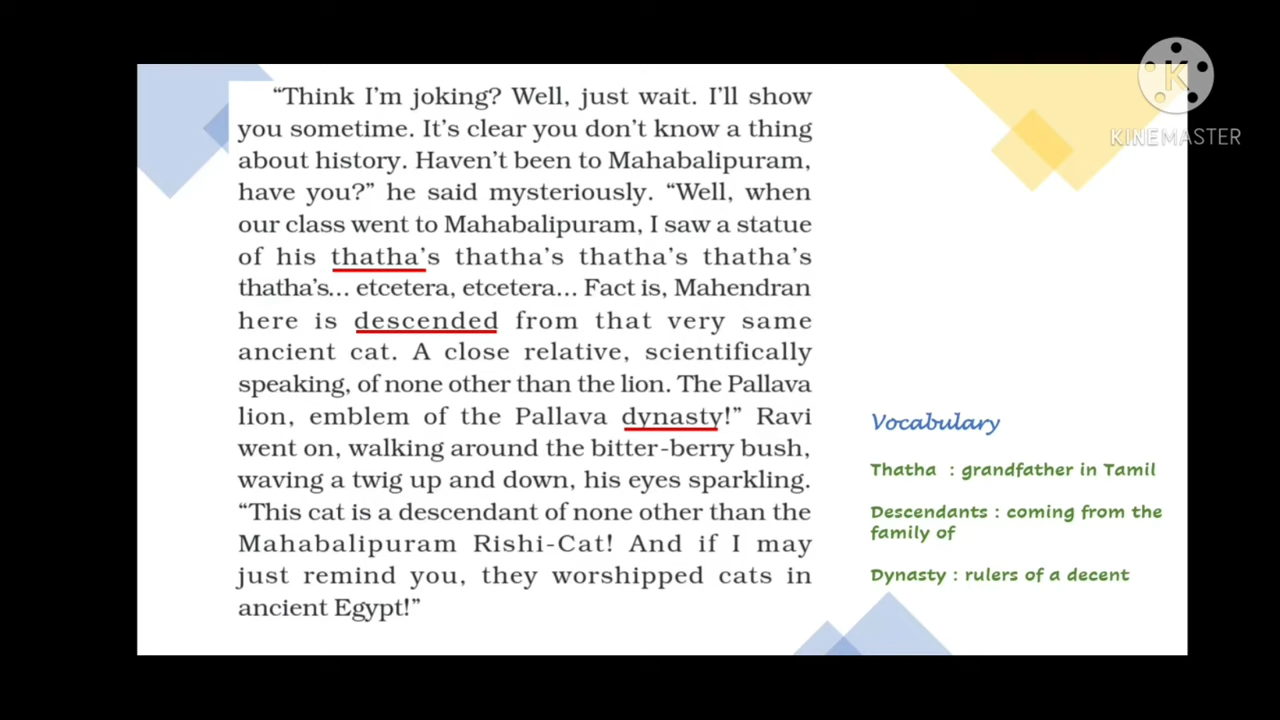 “Think I’m joking? Well, just wait. I’ll show
you sometime. It’s clear you don’t know a thing
about history. Haven’t been to Mahabalipuram,
have you?” he said mysteriously. “Well, when
our class went to Mahabalipuram, I saw a statue
of his thatha’s thatha’s thatha’s thatha’s
thatha’s... etcetera, etcetera... Fact is, Mahendran
here is descended from that very same
ancient cat. A close relative, scientifically
speaking, of none other than the lion. The Pallava
lion, emblem of the Pallava dynasty!” Ravi
went on, walking around the bitter-berry bush,
waving a twig up and down, his eyes sparkling.
“This cat is a descendant of none other than the
Mahabalipuram Rishi-Cat! And if I may
just remind you, they worshipped cats in
ancient Egypt!”
K
KINEMASTER
Vocabulary
Thatha : grandfather in Tamil
Descendants : coming from the
family of
Dynasty : rulers of a decent